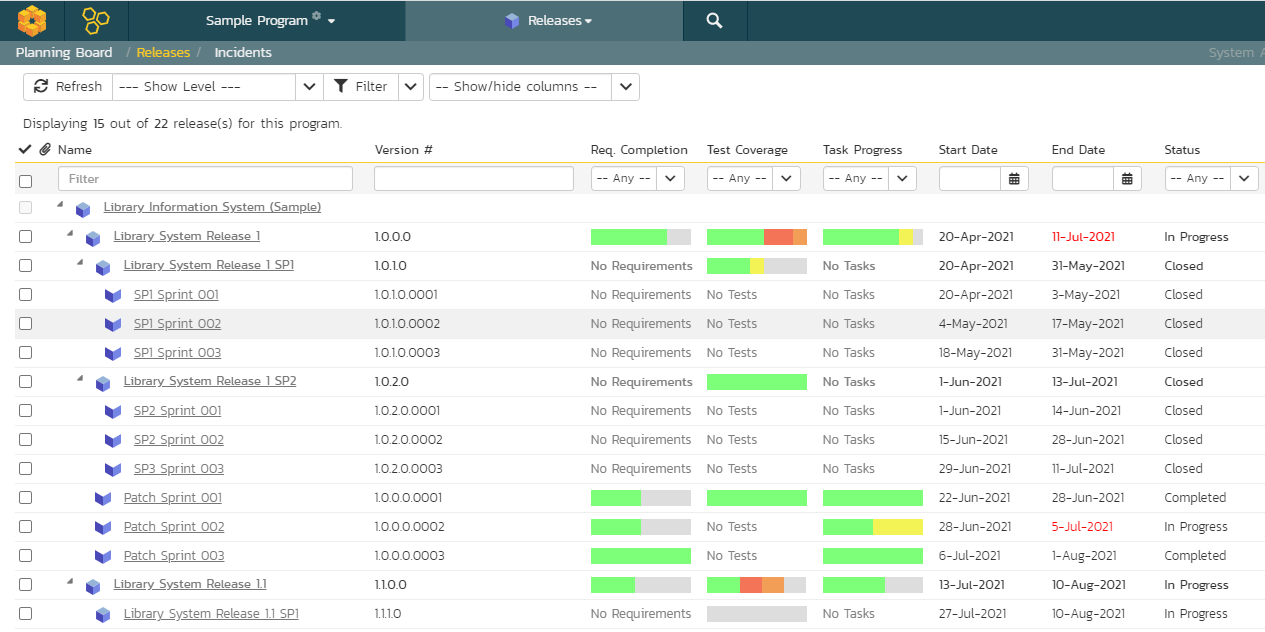 Sample Program Releases
Planning Board / Releases / Incidents System A
Refresh --- Show Level --- Filter -- Show/hide columns --
Displaying 15 out of 22 release(s) for this program.
Name Version # Req. Completion Test Coverage Task Progress Start Date End Date Status
Filter -- Any -- -- Any -- -- Any -- -- Any --
Library Information System (Sample)
Library System Release 1 1.0.0.0 20-Apr-2021 11-Jul-2021 In Progress
Library System Release 1 SP1 1.0.1.0 No Requirements No Tasks 20-Apr-2021 31-May-2021 Closed
SP1 Sprint 001 1.0.1.0.0001 No Requirements No Tests No Tasks 20-Apr-2021 3-May-2021 Closed
SP1 Sprint 002 1.0.1.0.0002 No Requirements No Tests No Tasks 4-May-2021 17-May-2021 Closed
SP1 Sprint 003 1.0.1.0.0003 No Requirements No Tests No Tasks 18-May-2021 31-May-2021 Closed
Library System Release 1 SP2 1.0.2.0 No Requirements No Tasks 1-Jun-2021 13-Jul-2021 Closed
SP2 Sprint 001 1.0.2.0.0001 No Requirements No Tests No Tasks 1-Jun-2021 14-Jun-2021 Closed
SP2 Sprint 002 1.0.2.0.0002 No Requirements No Tests No Tasks 15-Jun-2021 28-Jun-2021 Closed
SP3 Sprint 003 1.0.2.0.0003 No Requirements No Tests No Tasks 29-Jun-2021 11-Jul-2021 Closed
Patch Sprint 001 1.0.0.0.0001 22-Jun-2021 28-Jun-2021 Completed
Patch Sprint 002 1.0.0.0.0002 No Tests 28-Jun-2021 5-Jul-2021 In Progress
Patch Sprint 003 1.0.0.0.0003 No Tests 6-Jul-2021 1-Aug-2021 Completed
Library System Release 1.1 1.1.0.0 13-Jul-2021 10-Aug-2021 In Progress
Library System Release 1.1 SP1 1.1.1.0 No Requirements No Tasks 27-Jul-2021 10-Aug-2021 In Progress